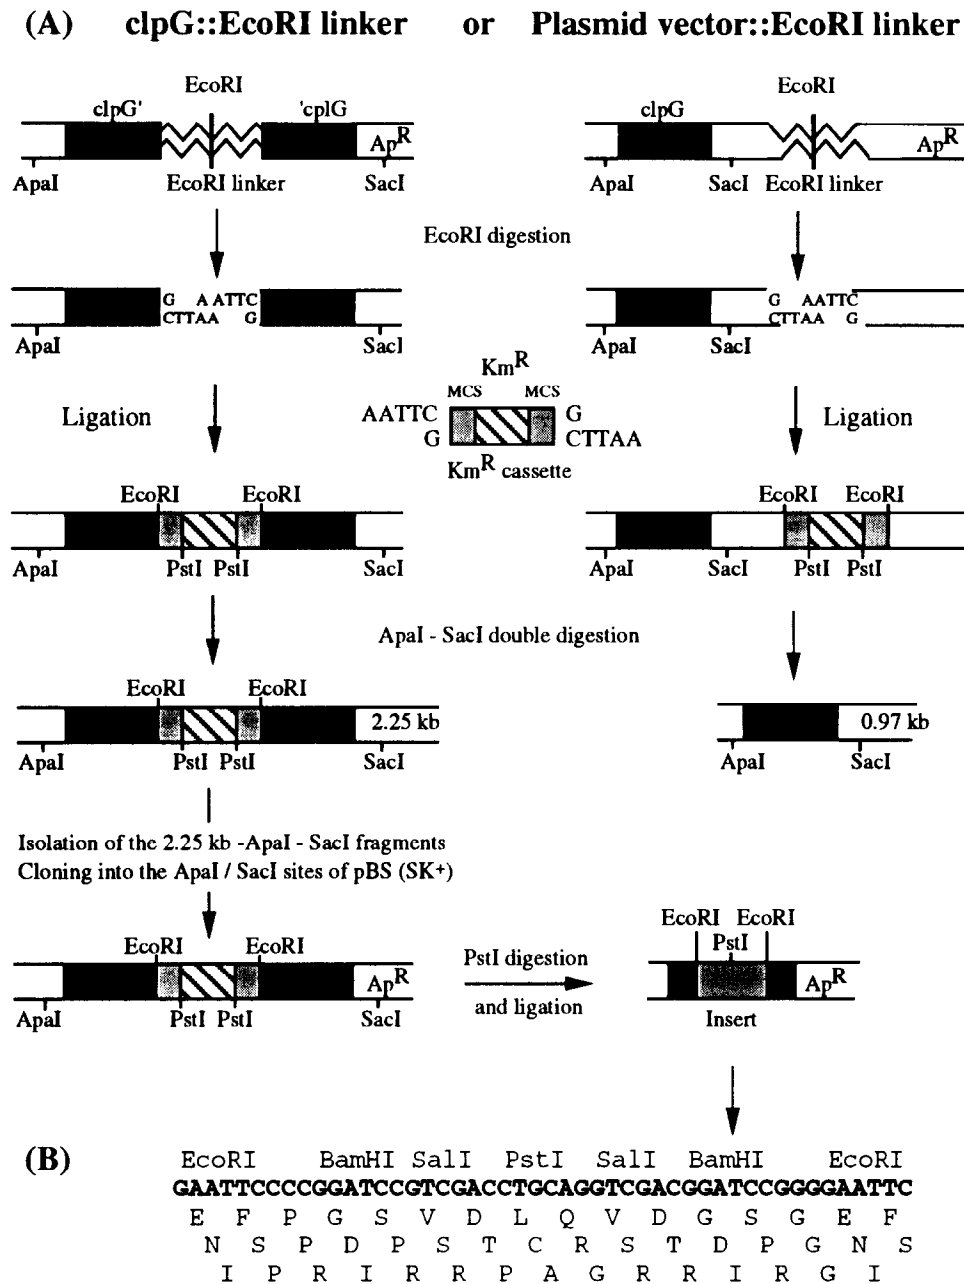 (A) clpG::EcoRI linker or Plasmid vector::EcoRI linker
EcoRI EcoRI
clpG' 'cplG clpG
ApR ApR
ApaI EcoRI linker SacI ApaI SacI EcoRI linker
EcoRI digestion
G AATTC G AATTC
CTTAA G CTTAA G
ApaI SacI ApaI SacI
KmR
MCS MCS
Ligation AATTC G Ligation
G CTTAA
KmR cassette
EcoRI EcoRI EcoRI EcoRI
ApaI PstI PstI SacI ApaI SacI PstI PstI
ApaI - SacI double digestion
EcoRI EcoRI
2.25 kb 0.97 kb
ApaI PstI PstI SacI ApaI SacI
Isolation of the 2.25 kb -ApaI - SacI fragments
Cloning into the ApaI / SacI sites of pBS (SK+)
EcoRI EcoRI
EcoRI EcoRI PstI digestion PstI
ApR and ligation ApR
ApaI PstI PstI SacI Insert
(B) EcoRI BamHI SalI PstI SalI BamHI EcoRI
GAATTCCCCGGATCCGTCGACCTGCAGGTCGACGGATCCGGGGAATTC
E F P G S V D L Q V D G S G E F
N S P D P S T C R S T D P G N S
I P R I R R P A G R R I R G I